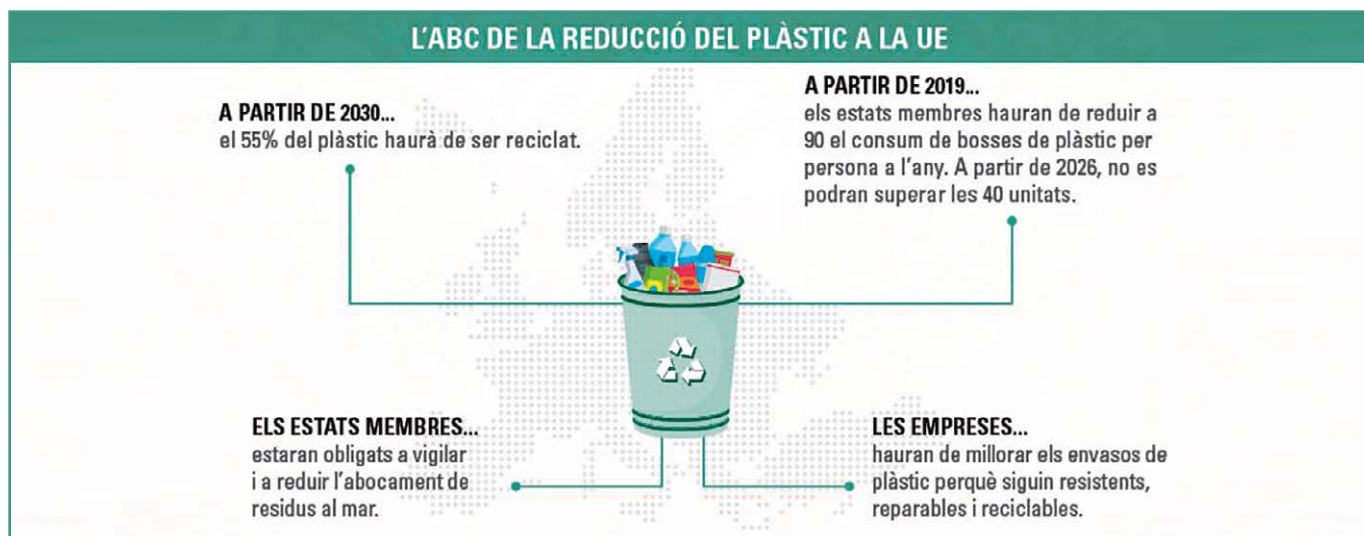 L'ABC DE LA REDUCCIÓ DEL PLÀSTIC A LA UE
A PARTIR DE 2030...
el 55% del plàstic haurà de ser reciclat.
A PARTIR DE 2019...
els estats membres hauran de reduir a
90 el consum de bosses de plàstic per
persona a l'any. A partir de 2026, no es
podran superar les 40 unitats.
ELS ESTATS MEMBRES...
estaran obligats a vigilar
i a reduir l'abocament de
residus al mar.
LES EMPRESES...
hauran de millorar els envasos de
plàstic perquè siguin resistents,
reparables i reciclables.